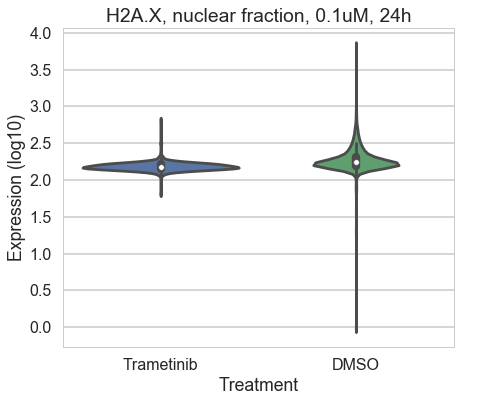 H2A.X, nuclear fraction, 0.1uM, 24h
4.0
3.5
3.0
2.5
2.0
1.5
1.0
0.5
0.0
Expression (log10)
Trametinib DMSO
Treatment